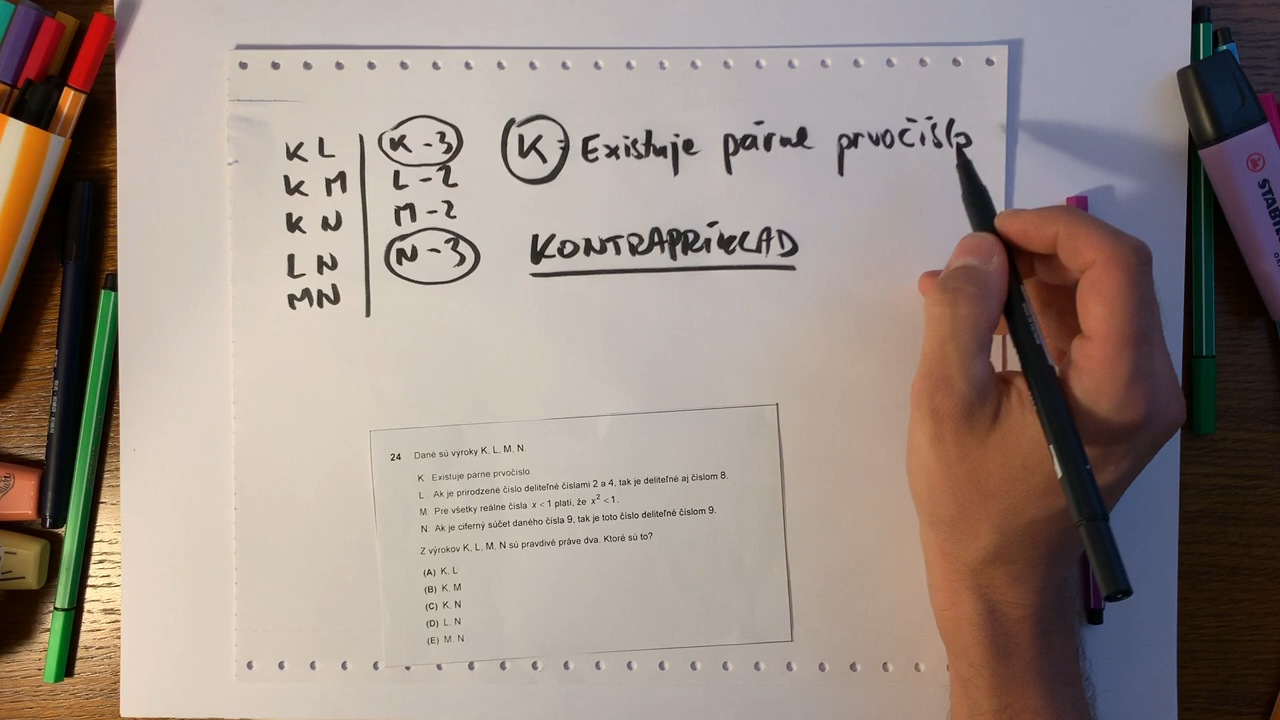 K L
K M
K N
L N
M N
K-3
L-2
M-2
N-3
K: Existuje párne prvočíslo
KONTRAPRÍKLAD
24 Dané sú výroky K, L, M, N.
K: Existuje párne prvočíslo.
L: Ak je prirodzené číslo deliteľné číslami 2 a 4, tak je deliteľné aj číslom 8.
M: Pre všetky reálne čísla x < 1 platí, že x² < 1.
N: Ak je ciferný súčet daného čísla 9, tak je toto číslo deliteľné číslom 9.
Z výrokov K, L, M, N sú pravdivé práve dva. Ktoré sú to?
(A) K, L
(B) K, M
(C) K, N
(D) L, N
(E) M, N
STABI